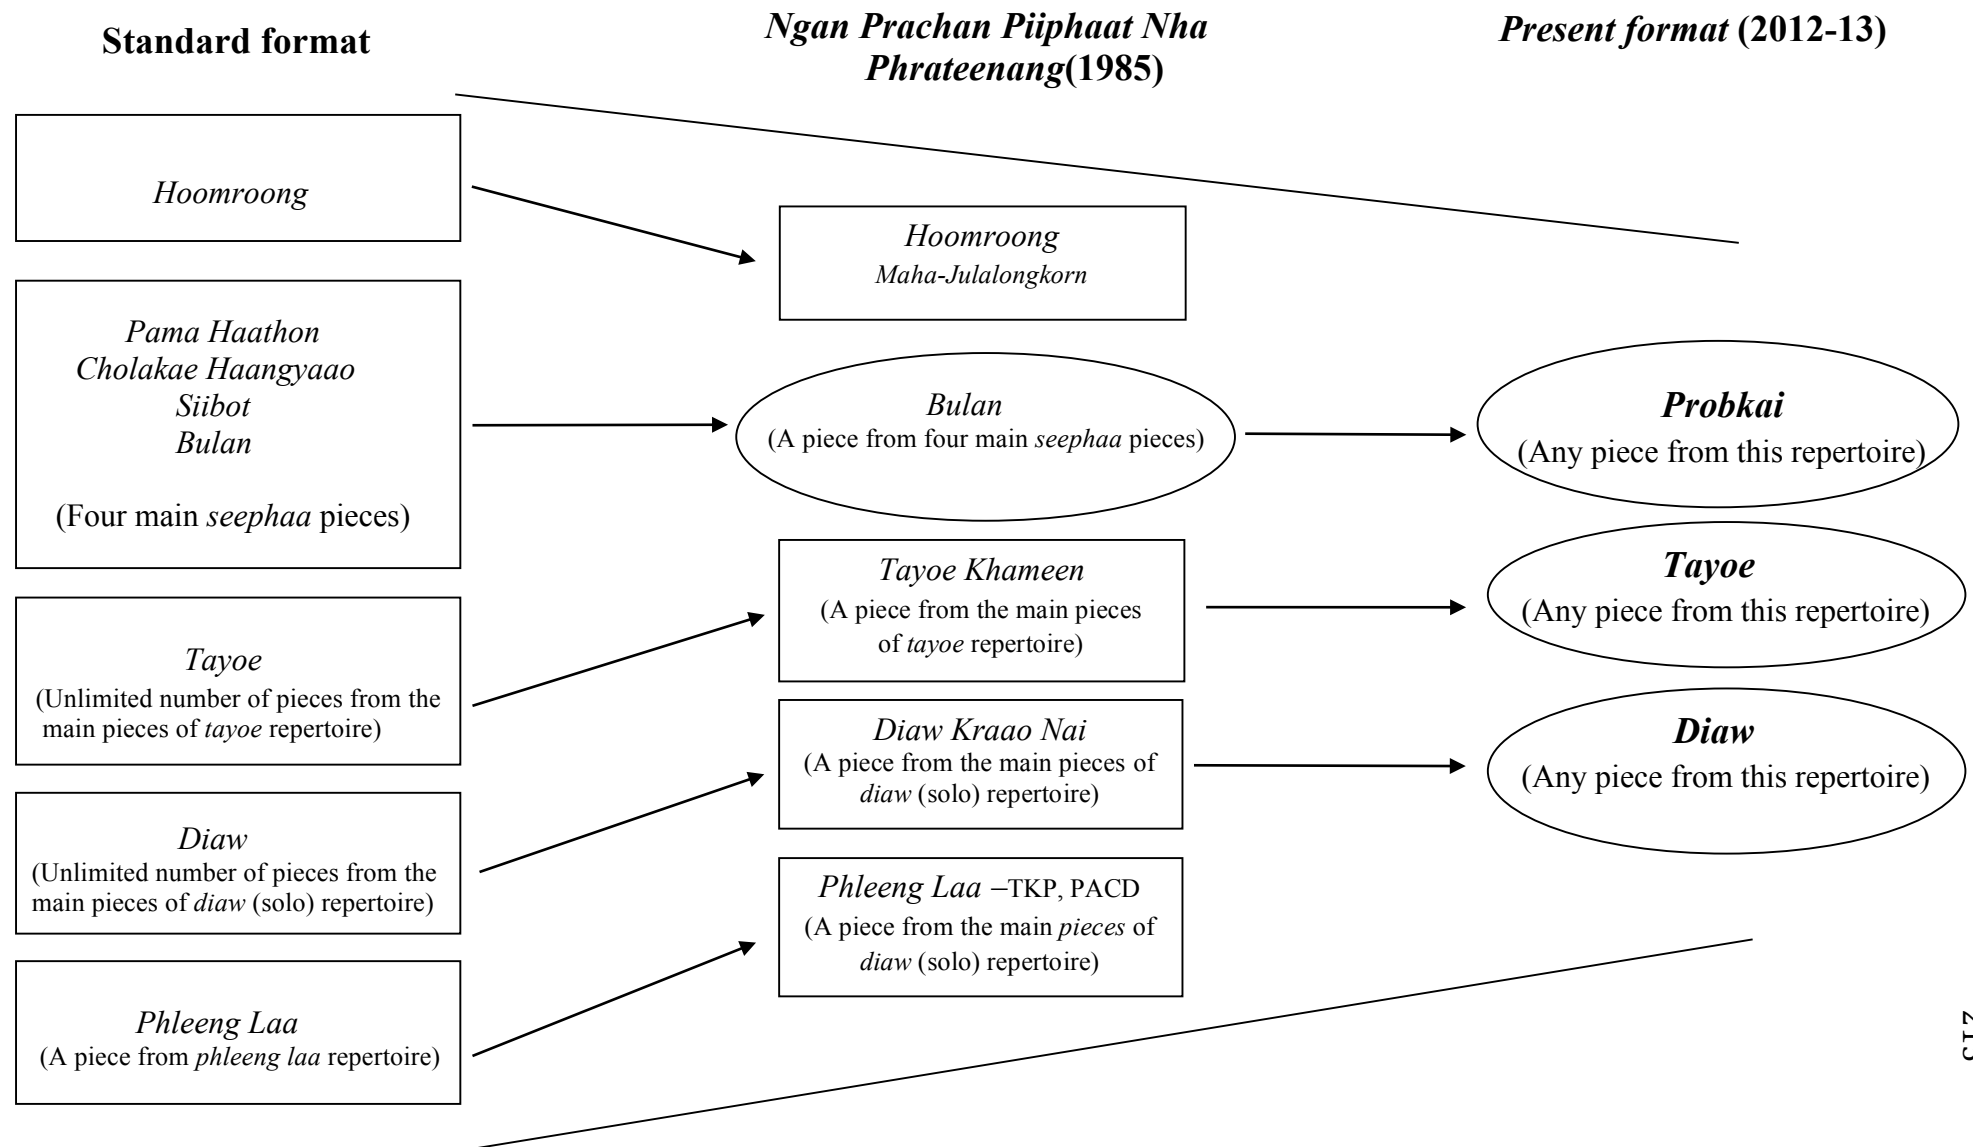 Standard format
Ngan Prachan Piiphaat Nha
Phrateenang(1985)
Present format (2012-13)
Hoomroong
Pama Haathon
Cholakae Haangyaao
Siibot
Bulan
(Four main seephaa pieces)
Tayoe
(Unlimited number of pieces from the
main pieces of tayoe repertoire)
Diaw
(Unlimited number of pieces from the
main pieces of diaw (solo) repertoire)
Phleeng Laa
(A piece from phleeng laa repertoire)
Hoomroong
Maha-Julalongkorn
Bulan
(A piece from four main seephaa pieces)
Tayoe Khameen
(A piece from the main pieces
of tayoe repertoire)
Diaw Kraao Nai
(A piece from the main pieces of
diaw (solo) repertoire)
Phleeng Laa –TKP, PACD
(A piece from the main pieces of
diaw (solo) repertoire)
Probkai
(Any piece from this repertoire)
Tayoe
(Any piece from this repertoire)
Diaw
(Any piece from this repertoire)